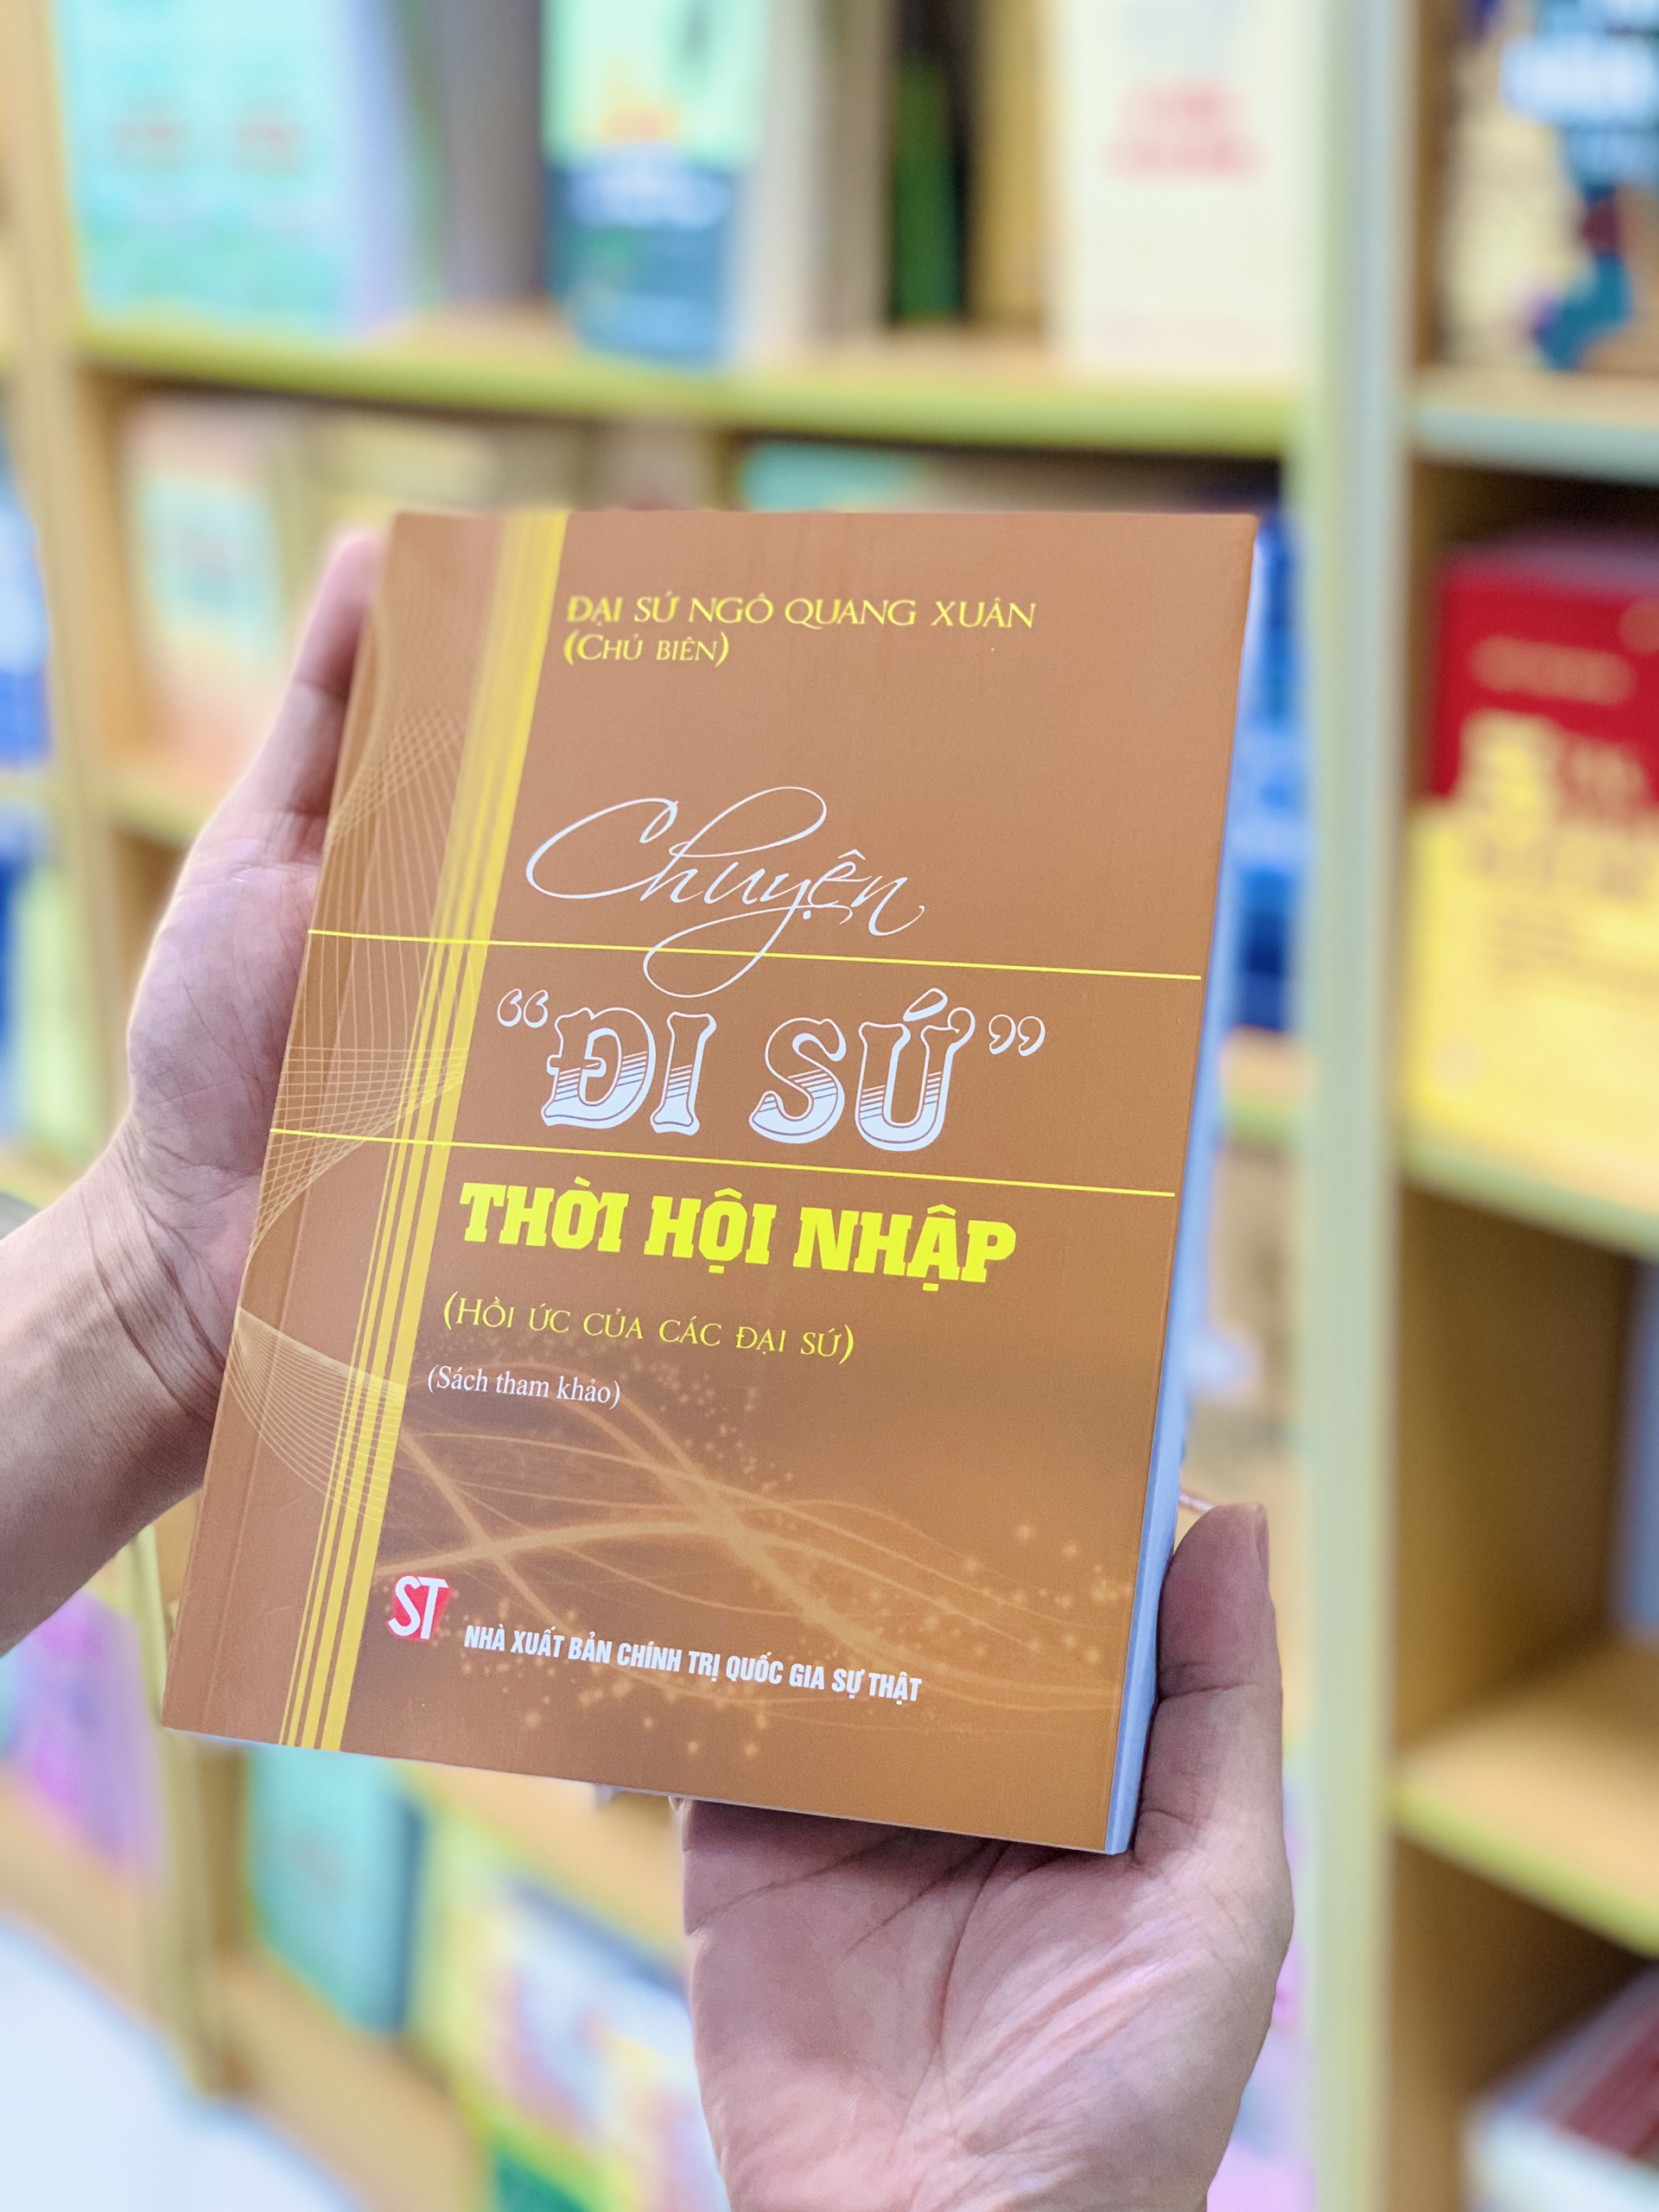 ĐẠI SỨ NGÔ QUANG XUÂN
(CHỦ BIÊN)
Chuyện
“ĐI SỨ”
THỜI HỘI NHẬP
(HỒI ỨC CỦA CÁC ĐẠI SỨ)
(Sách tham khảo)
ST
NHÀ XUẤT BẢN CHÍNH TRỊ QUỐC GIA SỰ THẬT